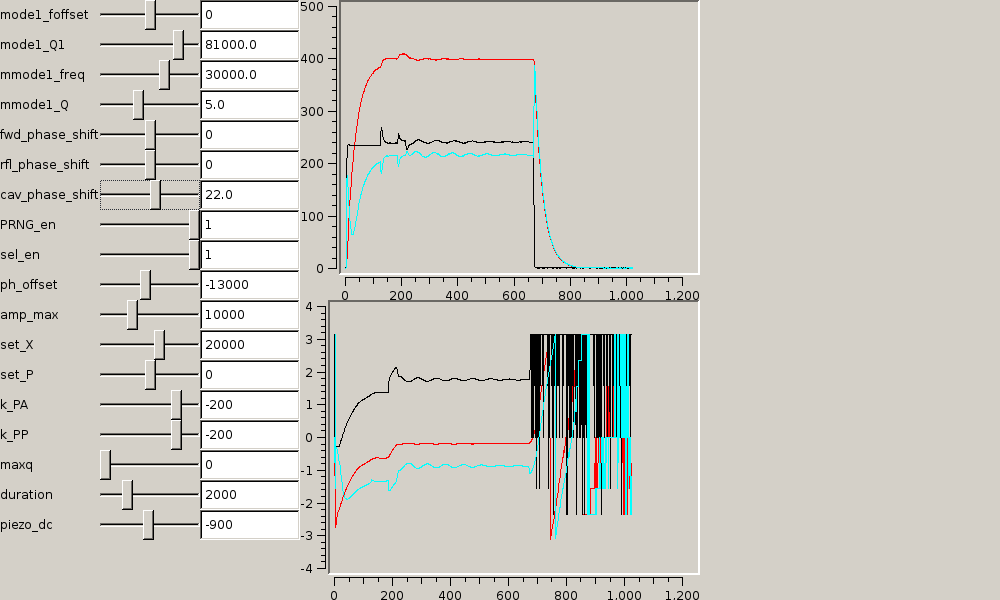 mode1_foffset 0
mode1_Q1 81000.0
mmode1_freq 30000.0
mmode1_Q 5.0
fwd_phase_shift 0
rfl_phase_shift 0
cav_phase_shift 22.0
PRNG_en 1
sel_en 1
ph_offset -13000
amp_max 10000
set_X 20000
set_P 0
k_PA -200
k_PP -200
maxq 0
duration 2000
piezo_dc -900
500
400
300
200
100
0
0 200 400 600 800 1,000 1,200
4
3
2
1
0
-1
-2
-3
-4
0 200 400 600 800 1,000 1,200